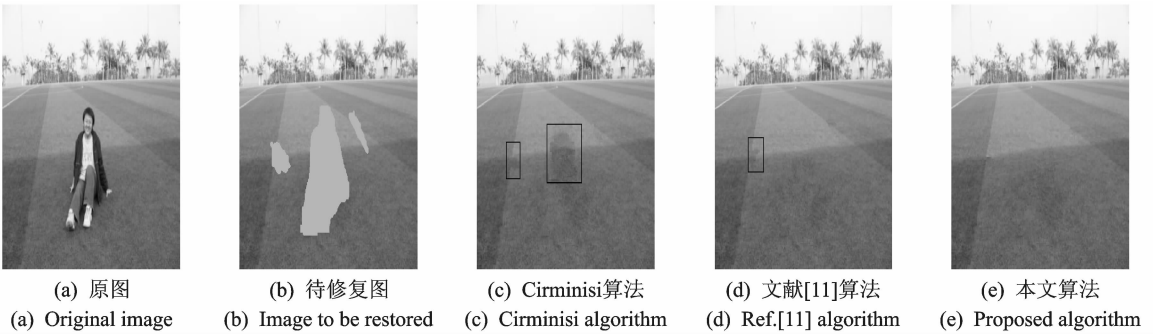 (a) 原图
(b) 待修复图
(c) Cirminisi算法
(d) 文献[11]算法
(e) 本文算法
(a) Original image
(b) Image to be restored
(c) Cirminisi algorithm
(d) Ref.[11] algorithm
(e) Proposed algorithm